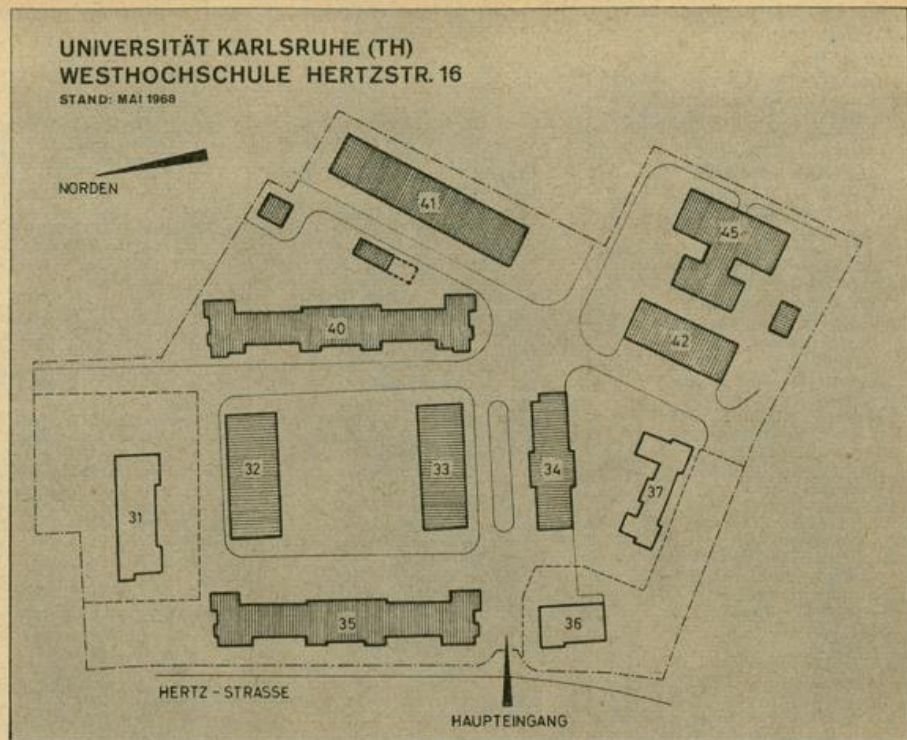 UNIVERSITÄT KARLSRUHE (TH)
WESTHOCHSCHULE HERTZSTR. 16
STAND: MAI 1968
NORDEN
41
45
40
42
32
33
34
37
31
35
36
HERTZ - STRASSE
HAUPTEINGANG